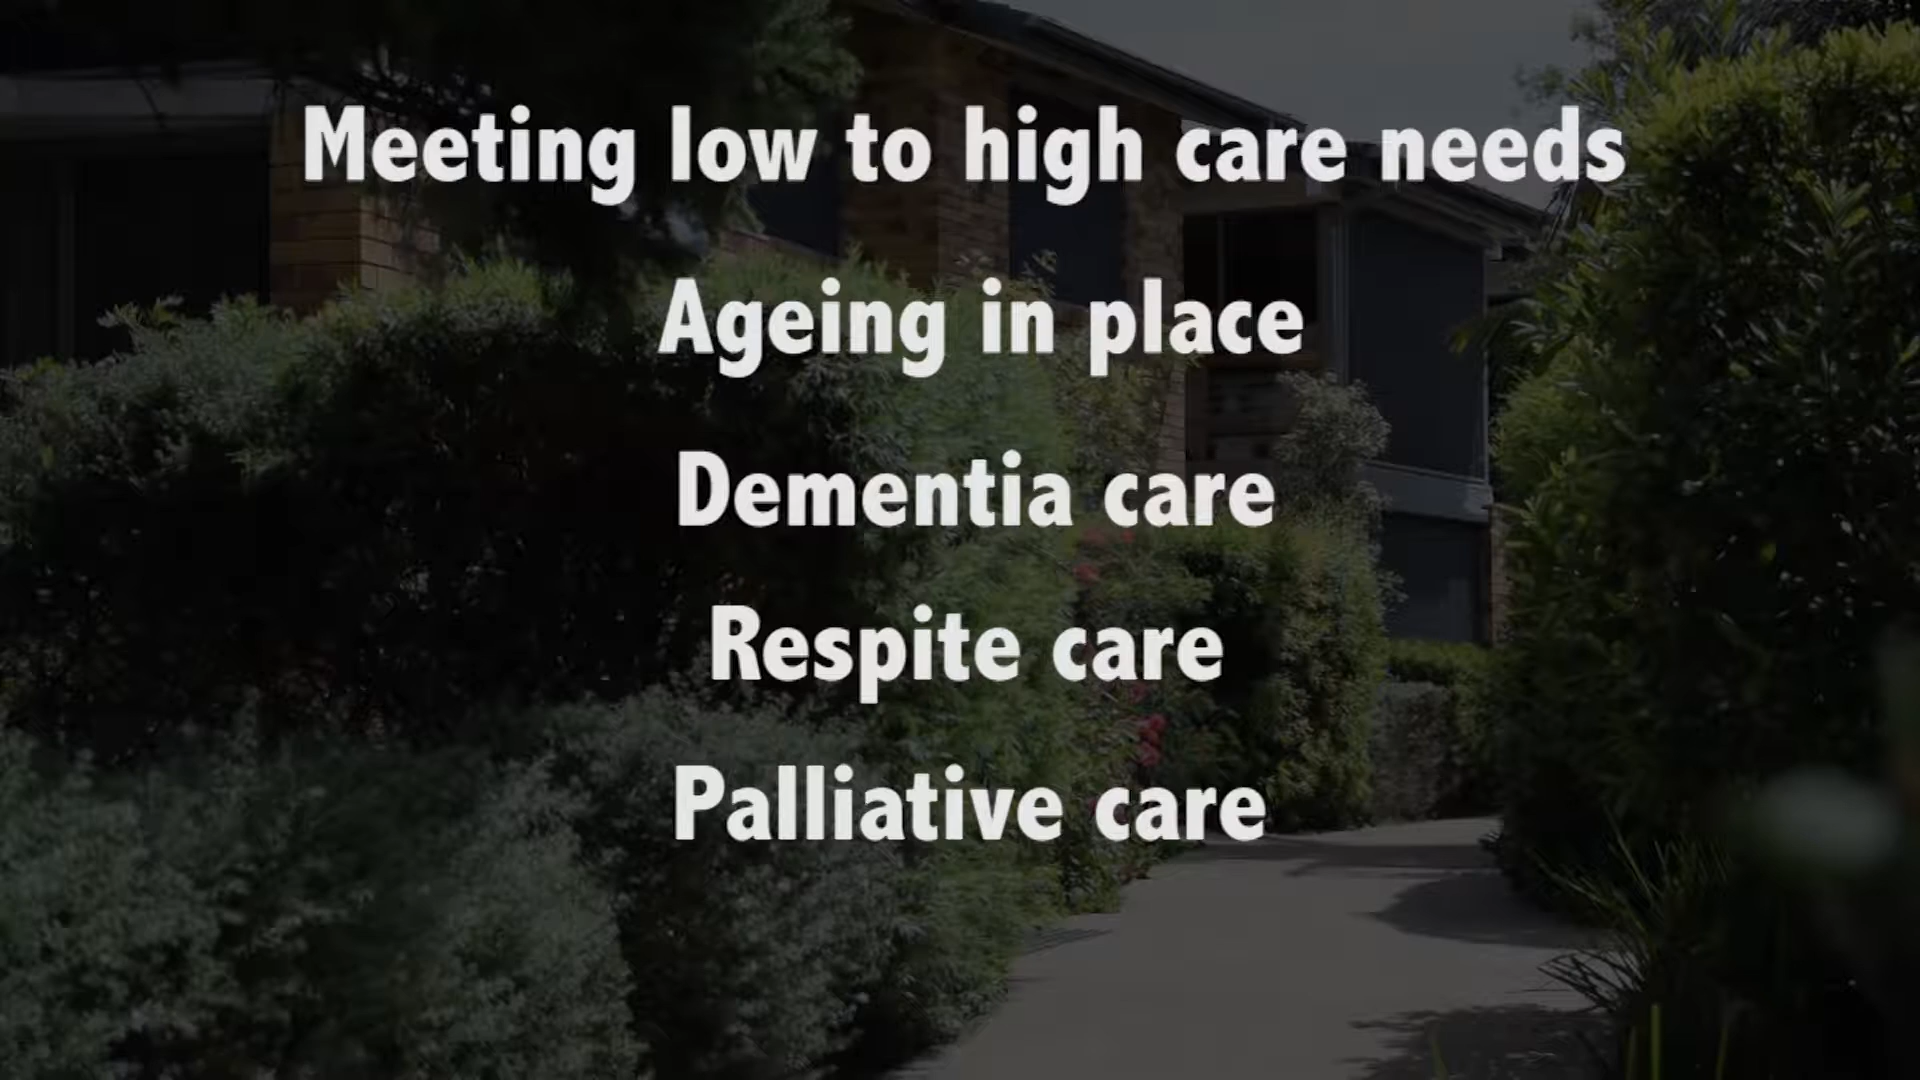 Meeting low to high care needs
Ageing in place
Dementia care
Respite care
Palliative care